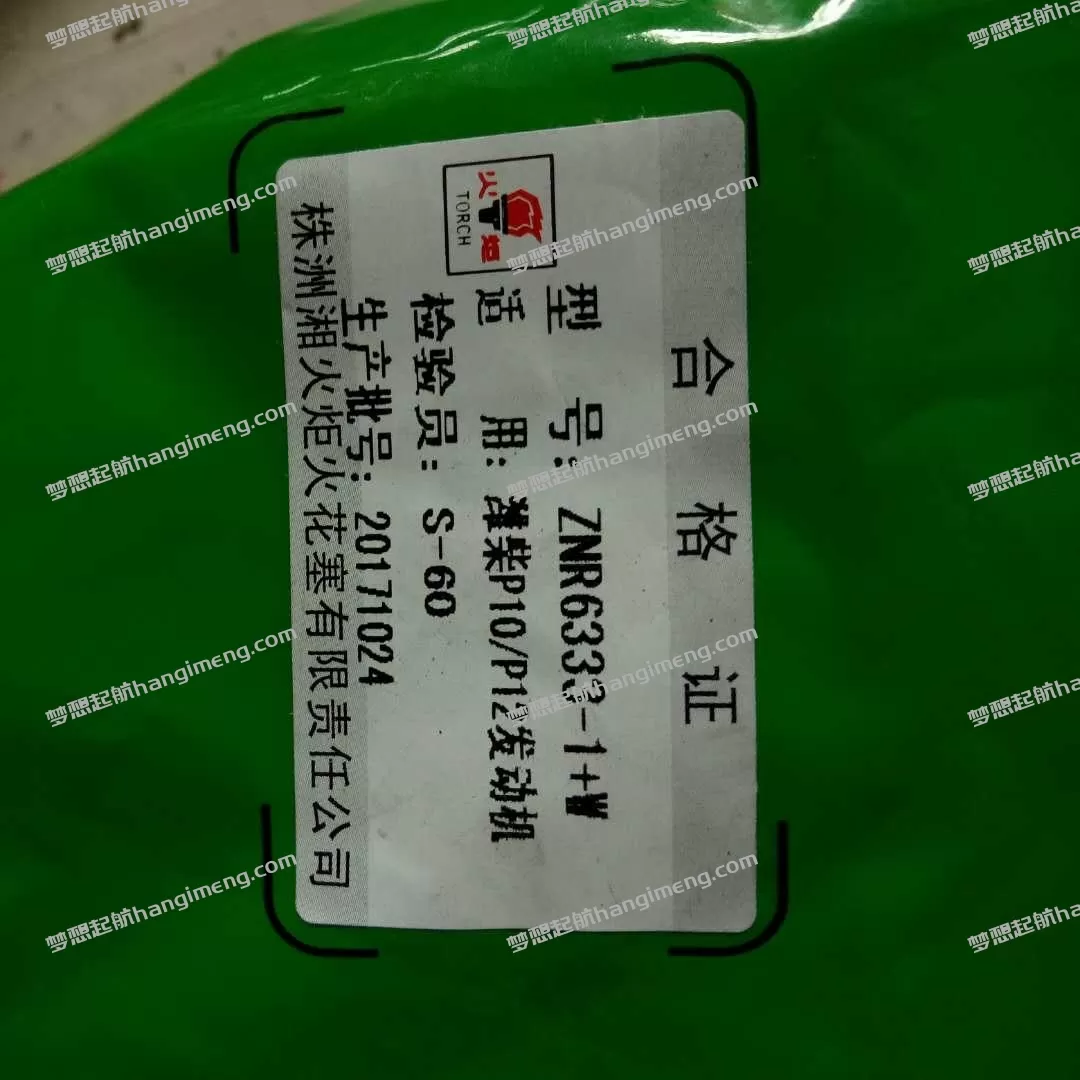 合格证
火炬
TORCH
型号：ZNR6333-1+W
适用：潍柴P10/P12发动机
检验员：S-60
生产批号：20171024
株洲湘火炬火花塞有限责任公司
梦想起航hangimeng.com